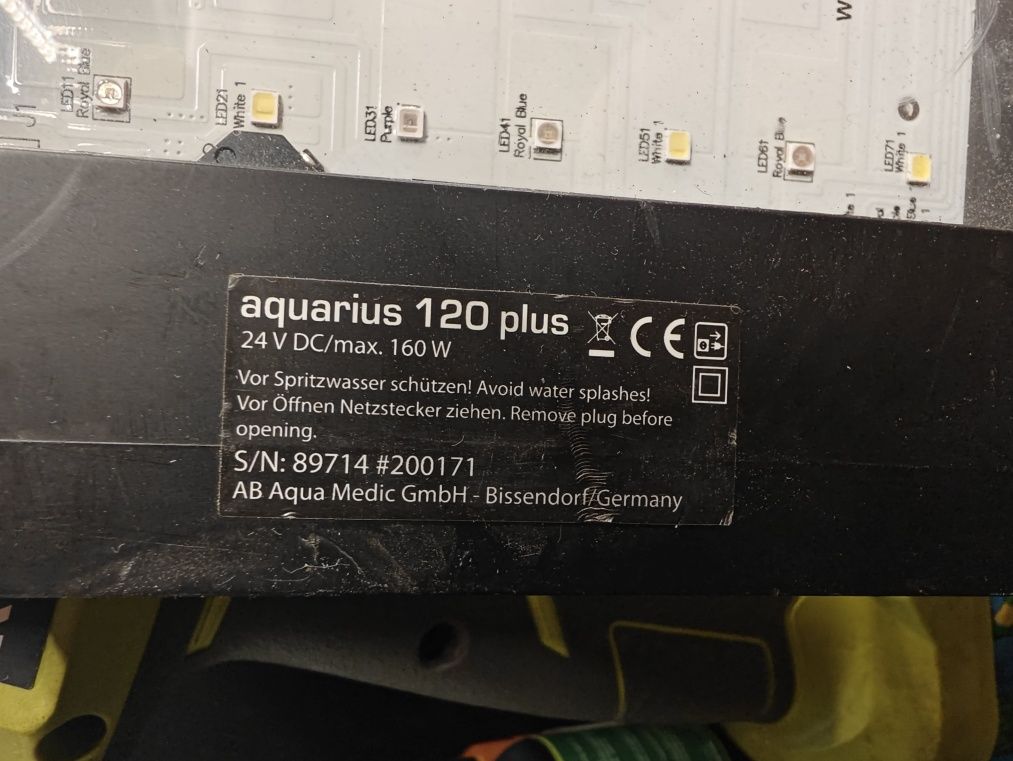 W
J1
LED11
Royal Blue
LED21
White 1
LED31
Purple
LED41
Royal Blue
LED51
White 1
LED61
Royal Blue
LED71
White 1
aquarius 120 plus
CE
24 V DC/max. 160 W
Vor Spritzwasser schützen! Avoid water splashes!
Vor Öffnen Netzstecker ziehen. Remove plug before
opening.
S/N: 89714 #200171
AB Aqua Medic GmbH - Bissendorf/Germany